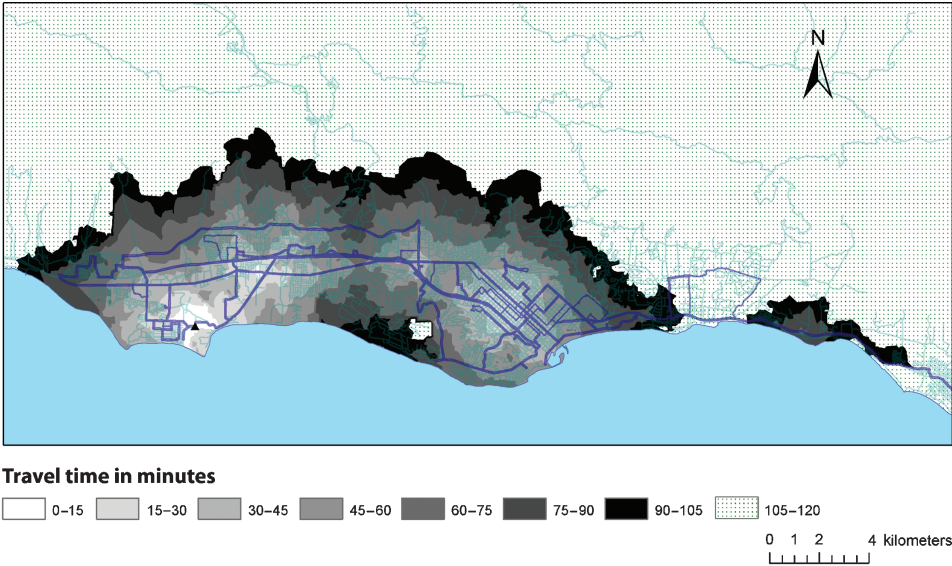 N
Travel time in minutes
0–15 15–30 30–45 45–60 60–75 75–90 90–105 105–120
0 1 2 4 kilometers